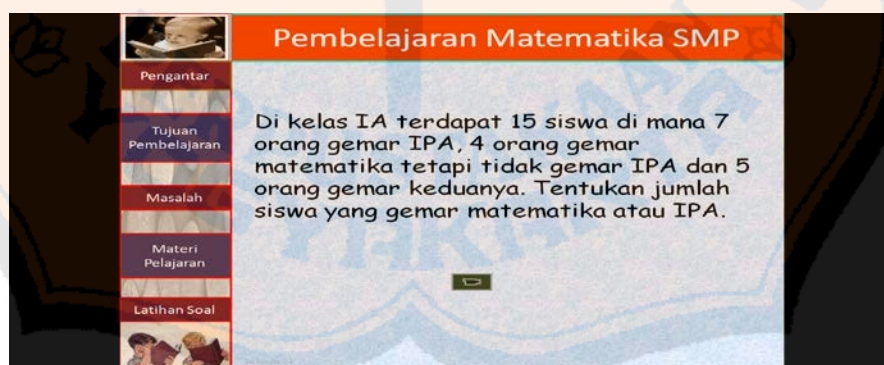 Pembelajaran Matematika SMP
Pengantar
Tujuan
Pembelajaran
Masalah
Materi
Pelajaran
Latihan Soal
Di kelas IA terdapat 15 siswa di mana 7
orang gemar IPA, 4 orang gemar
matematika tetapi tidak gemar IPA dan 5
orang gemar keduanya. Tentukan jumlah
siswa yang gemar matematika atau IPA.